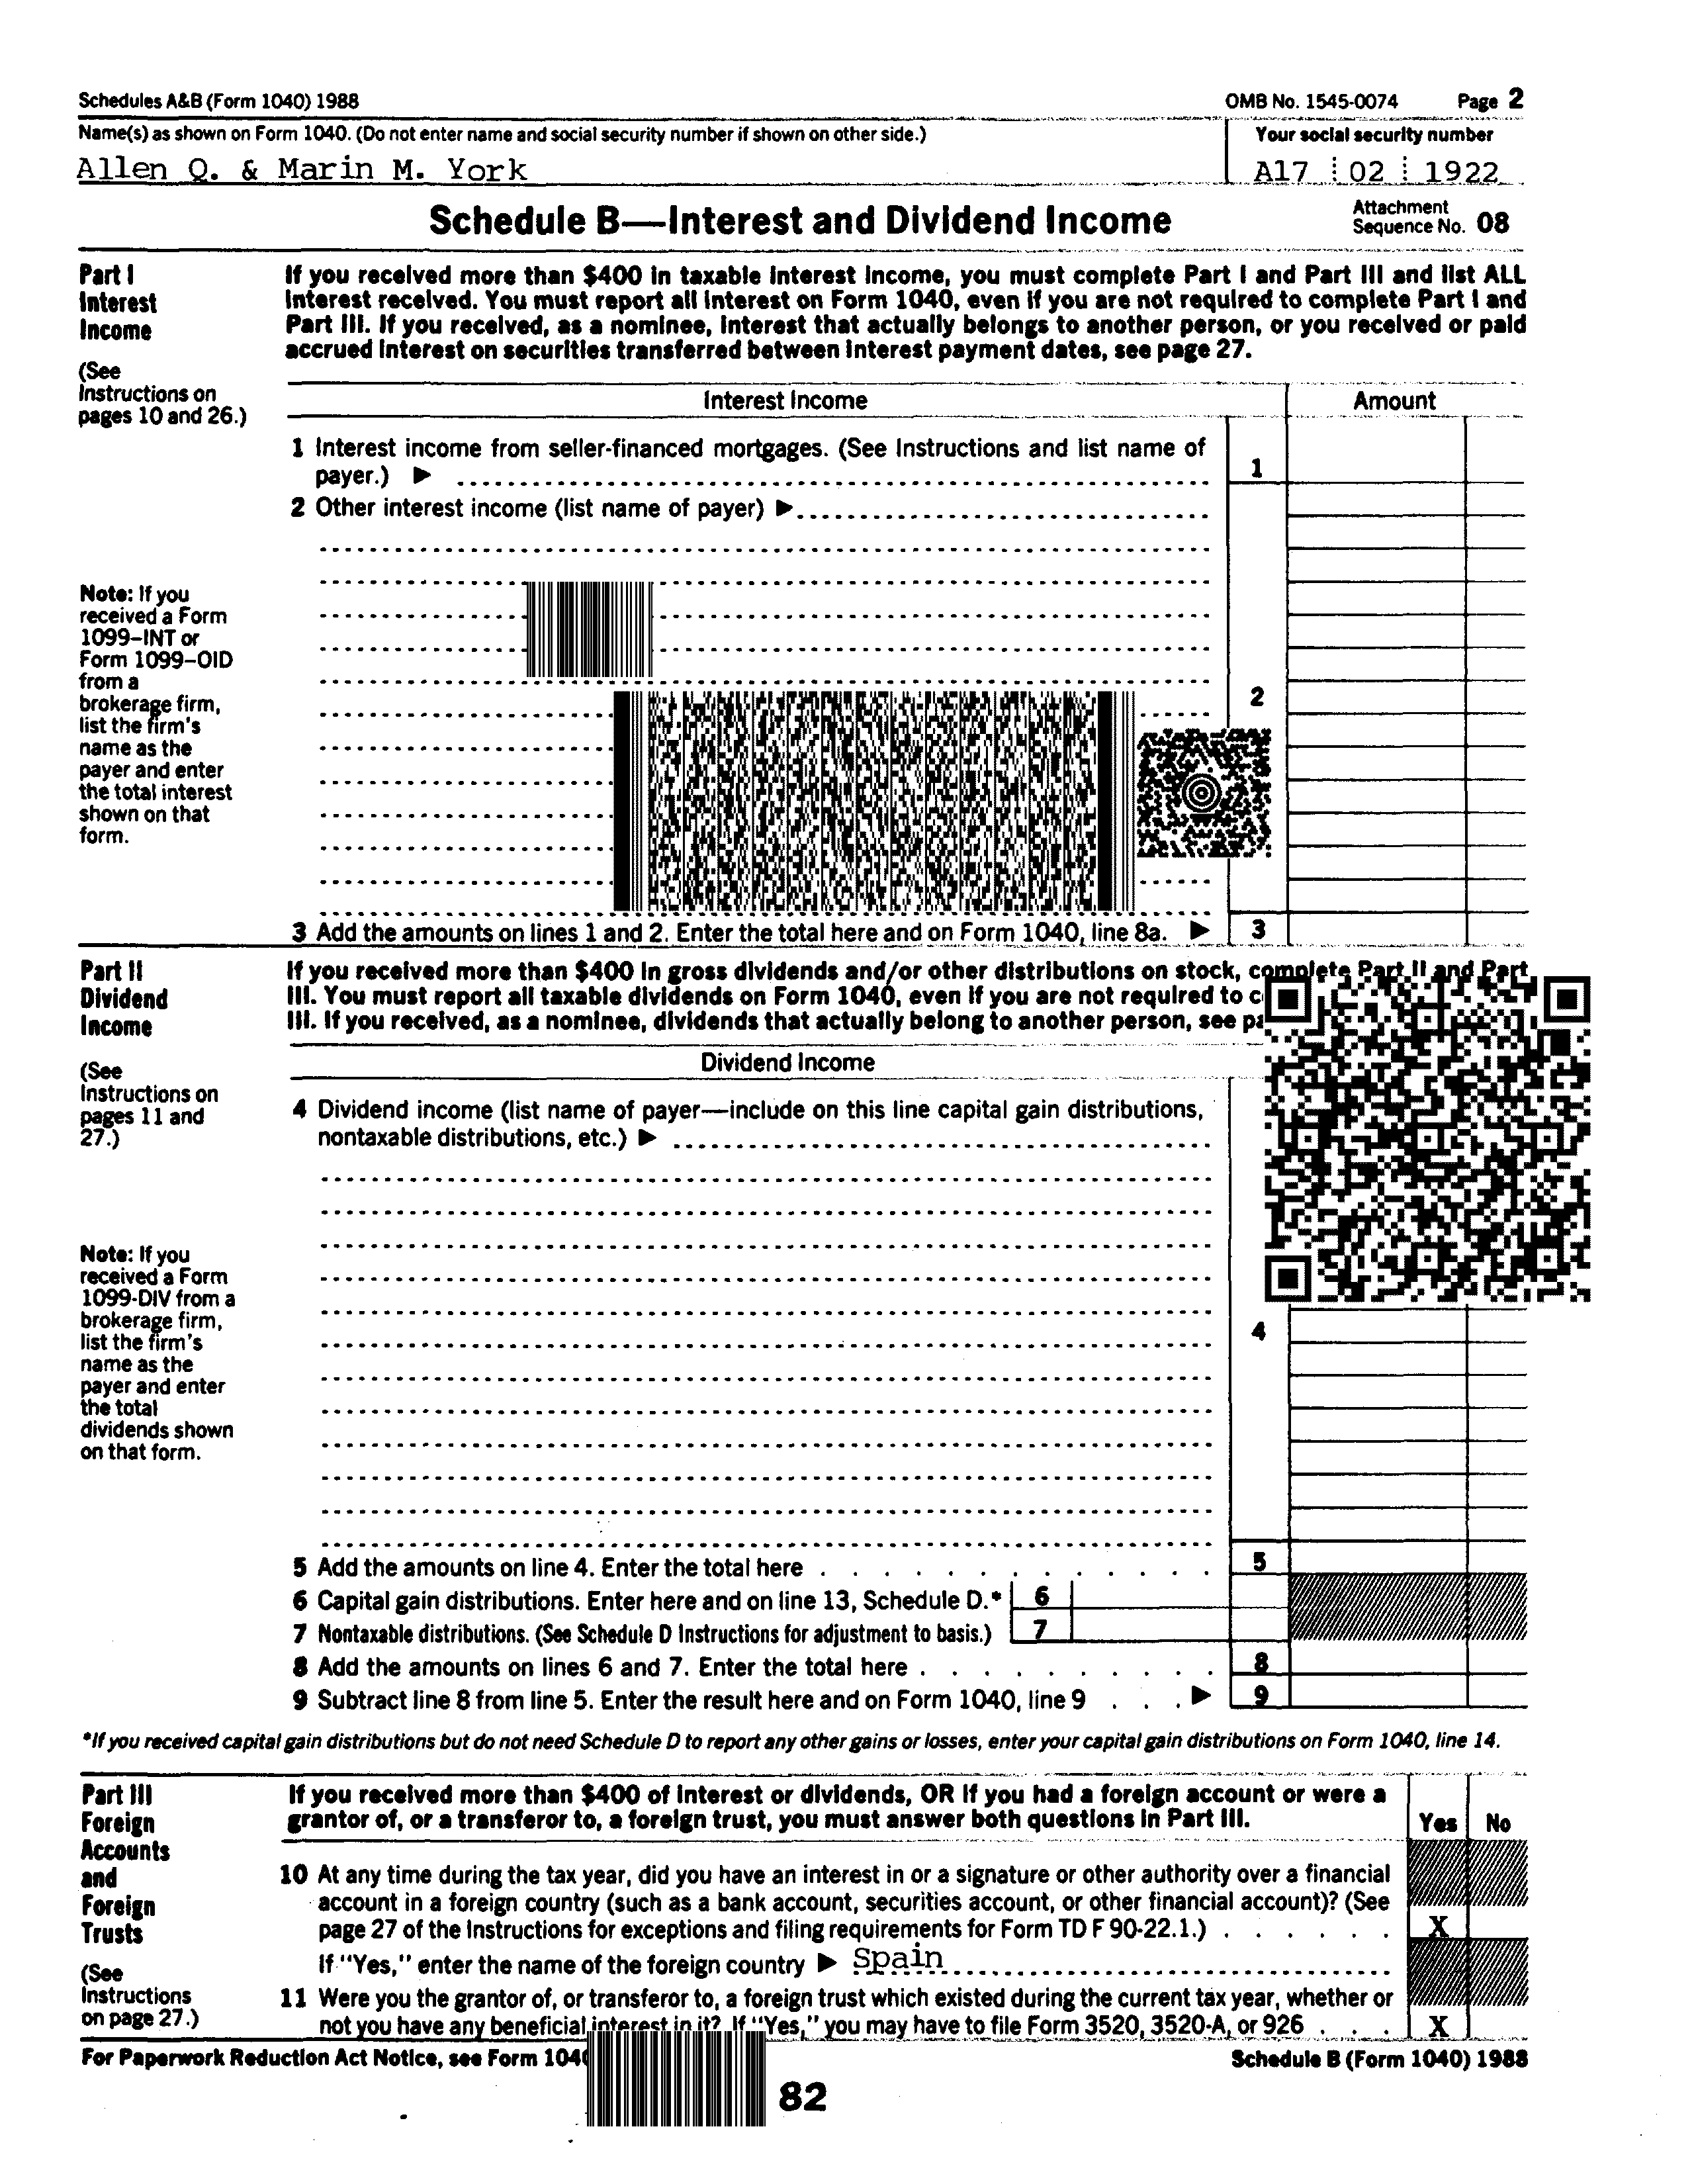 Schedules A&B (Form 1040) 1988 OMB No. 1545-0074 Page 2
Name(s) as shown on Form 1040. (Do not enter name and social security number if shown on other side.) Your social security number
Allen Q. & Marin M. York A17 02 1922
Schedule B—Interest and Dividend Income
Attachment
Sequence No. 08
Part I
Interest
Income
(See
Instructions on
pages 10 and 26.)
If you received more than $400 in taxable interest income, you must complete Part I and Part III and list ALL
interest received. You must report all interest on Form 1040, even if you are not required to complete Part I and
Part III. If you received, as a nominee, interest that actually belongs to another person, or you received or paid
accrued interest on securities transferred between interest payment dates, see page 27.
Interest Income Amount
1 Interest income from seller-financed mortgages. (See Instructions and list name of
payer.) ▶ 1
2 Other interest income (list name of payer) ▶
Note: If you
received a Form
1099–INT or
Form 1099–OID
from a
brokerage firm,
list the firm's
name as the
payer and enter
the total interest
shown on that
form.
2
3 Add the amounts on lines 1 and 2. Enter the total here and on Form 1040, line 8a. ▶ 3
Part II
Dividend
Income
(See
Instructions on
pages 11 and
27.)
If you received more than $400 in gross dividends and/or other distributions on stock, complete Part II and Part
III. You must report all taxable dividends on Form 1040, even if you are not required to
III. If you received, as a nominee, dividends that actually belong to another person, see
Dividend Income
4 Dividend income (list name of payer—include on this line capital gain distributions,
nontaxable distributions, etc.) ▶
Note: If you
received a Form
1099-DIV from a
brokerage firm,
list the firm's
name as the
payer and enter
the total
dividends shown
on that form.
4
5 Add the amounts on line 4. Enter the total here 5
6 Capital gain distributions. Enter here and on line 13, Schedule D.* 6
7 Nontaxable distributions. (See Schedule D Instructions for adjustment to basis.) 7
8 Add the amounts on lines 6 and 7. Enter the total here 8
9 Subtract line 8 from line 5. Enter the result here and on Form 1040, line 9 ▶ 9
*If you received capital gain distributions but do not need Schedule D to report any other gains or losses, enter your capital gain distributions on Form 1040, line 14.
Part III
Foreign
Accounts
and
Foreign
Trusts
(See
Instructions
on page 27.)
If you received more than $400 of interest or dividends, OR if you had a foreign account or were a
grantor of, or a transferor to, a foreign trust, you must answer both questions in Part III. Yes No
10 At any time during the tax year, did you have an interest in or a signature or other authority over a financial
account in a foreign country (such as a bank account, securities account, or other financial account)? (See
page 27 of the Instructions for exceptions and filing requirements for Form TD F 90-22.1.) X
If "Yes," enter the name of the foreign country ▶ Spain
11 Were you the grantor of, or transferor to, a foreign trust which existed during the current tax year, whether or
not you have any beneficial interest in it? If "Yes," you may have to file Form 3520, 3520-A, or 926 X
For Paperwork Reduction Act Notice, see Form 1040 Schedule B (Form 1040) 1988
82